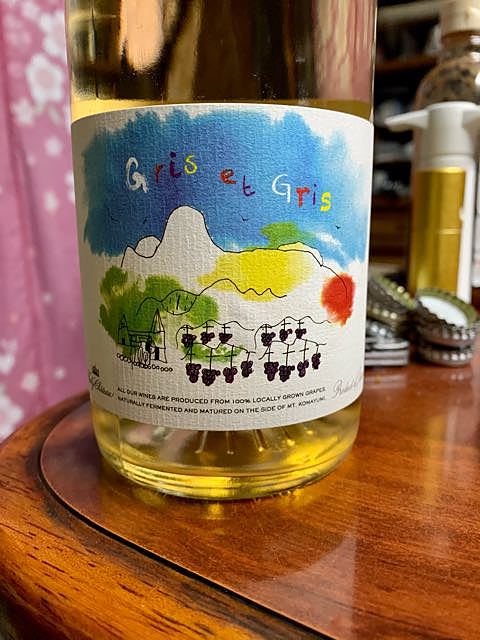 Gris et Gris
ALL OUR WINES ARE PRODUCED FROM 100% LOCALLY GROWN GRAPES,
NATURALLY FERMENTED AND MATURED ON THE SIDE OF MT. KOMAYUMI.